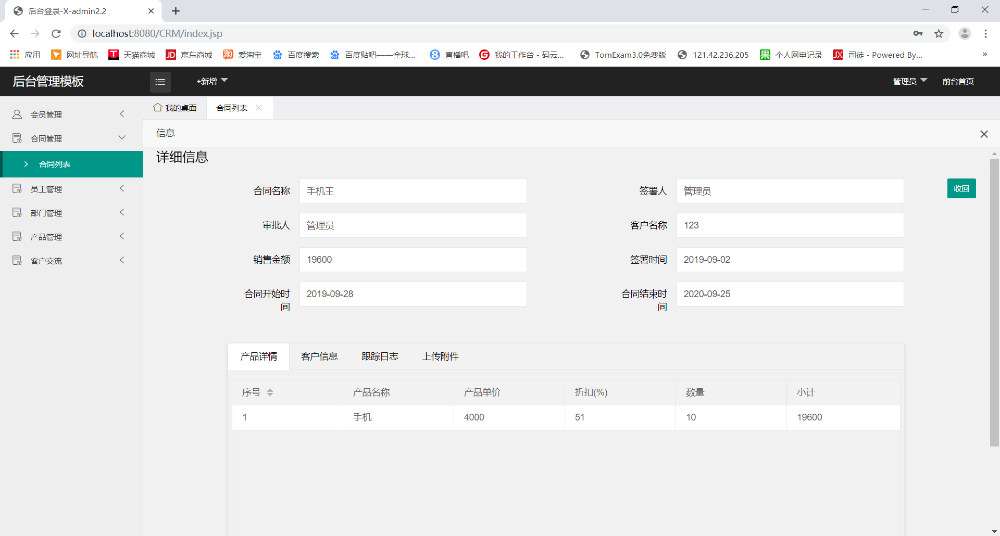 后台登录-X-admin2.2
localhost:8080/CRM/index.jsp
应用 网址导航 天猫商城 京东商城 爱淘宝 百度搜索 百度贴吧——全球... 直播吧 我的工作台 - 码云... TomExam3.0免费版 121.42.236.205 个人网申记录 司徒 - Powered By... »
后台管理模板 +新增 管理员 前台首页
会员管理
合同管理
合同列表
员工管理
部门管理
产品管理
客户交流
我的桌面 合同列表
信息
详细信息
合同名称 手机王 签署人 管理员 收回
审批人 管理员 客户名称 123
销售金额 19600 签署时间 2019-09-02
合同开始时间 2019-09-28 合同结束时间 2020-09-25
产品详情 客户信息 跟踪日志 上传附件
序号 产品名称 产品单价 折扣(%) 数量 小计
1 手机 4000 51 10 19600